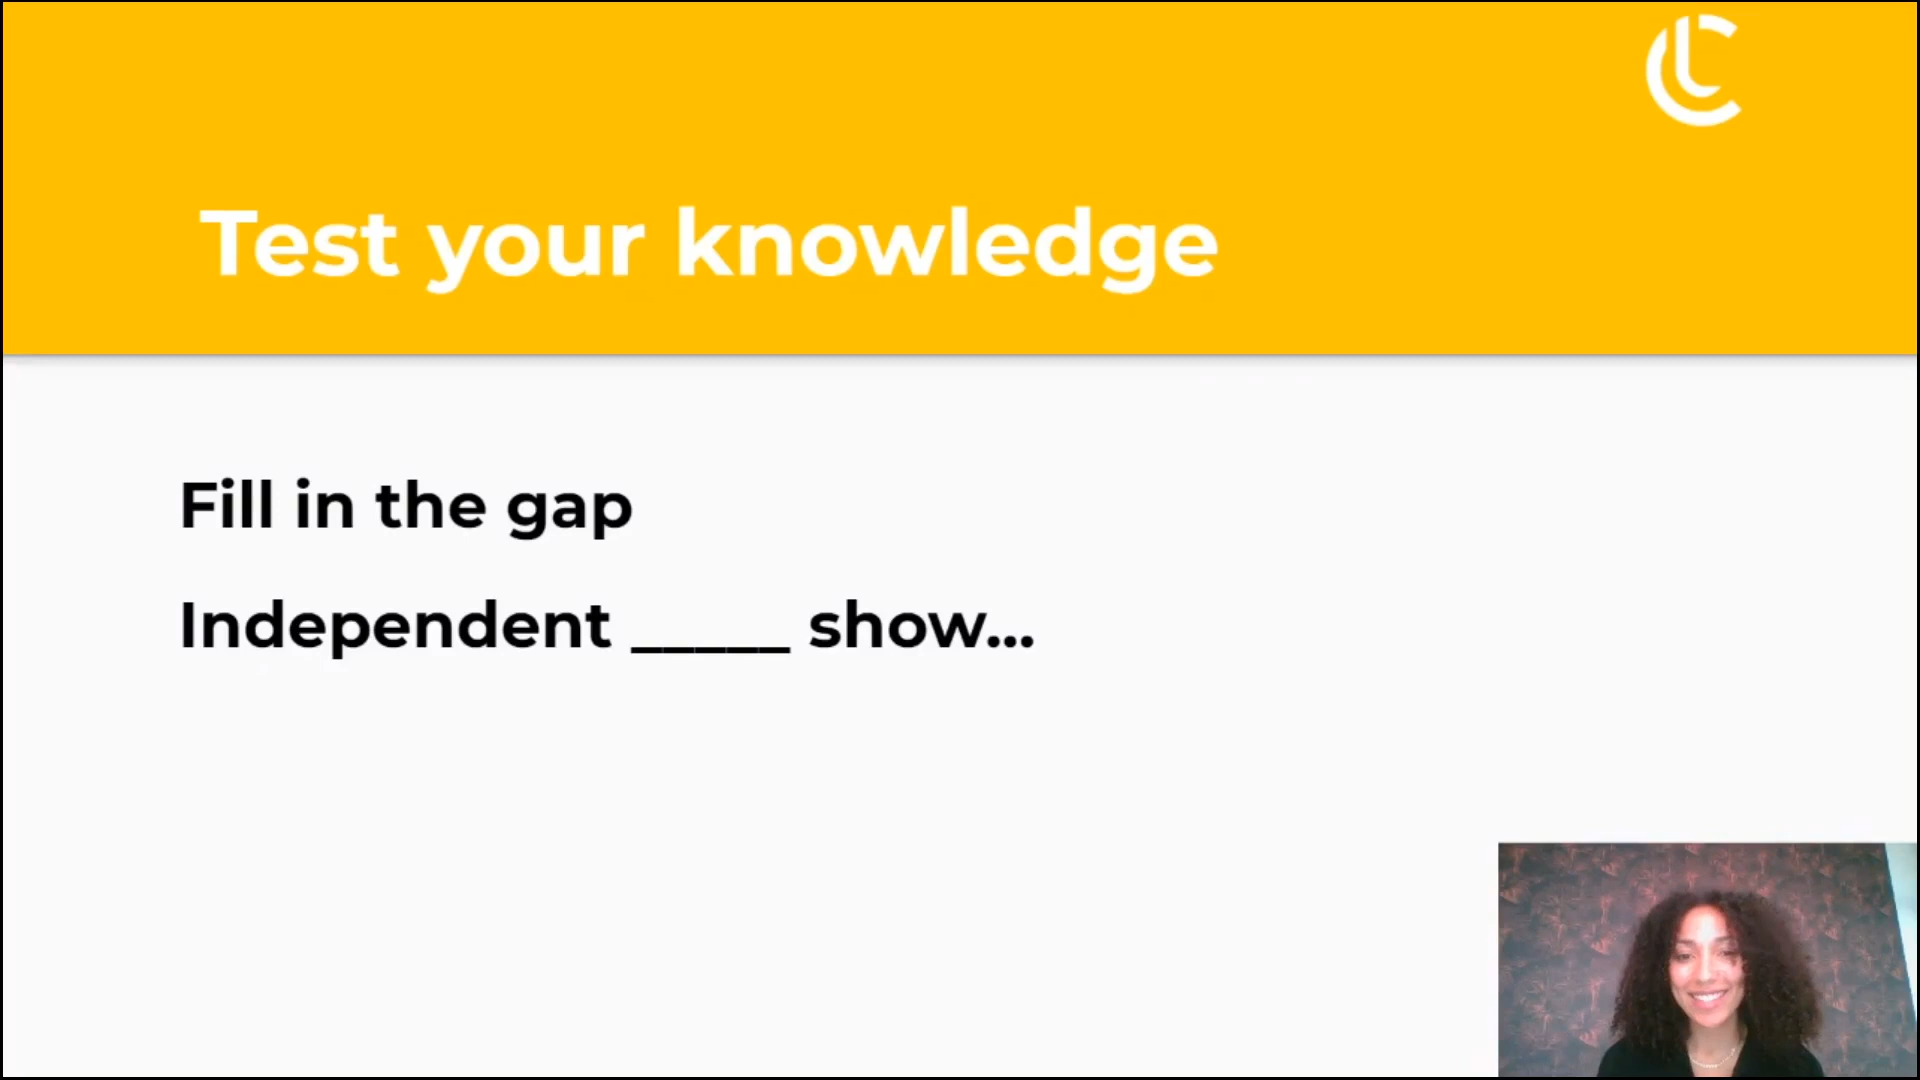 Test your knowledge
Fill in the gap
Independent _____ show...